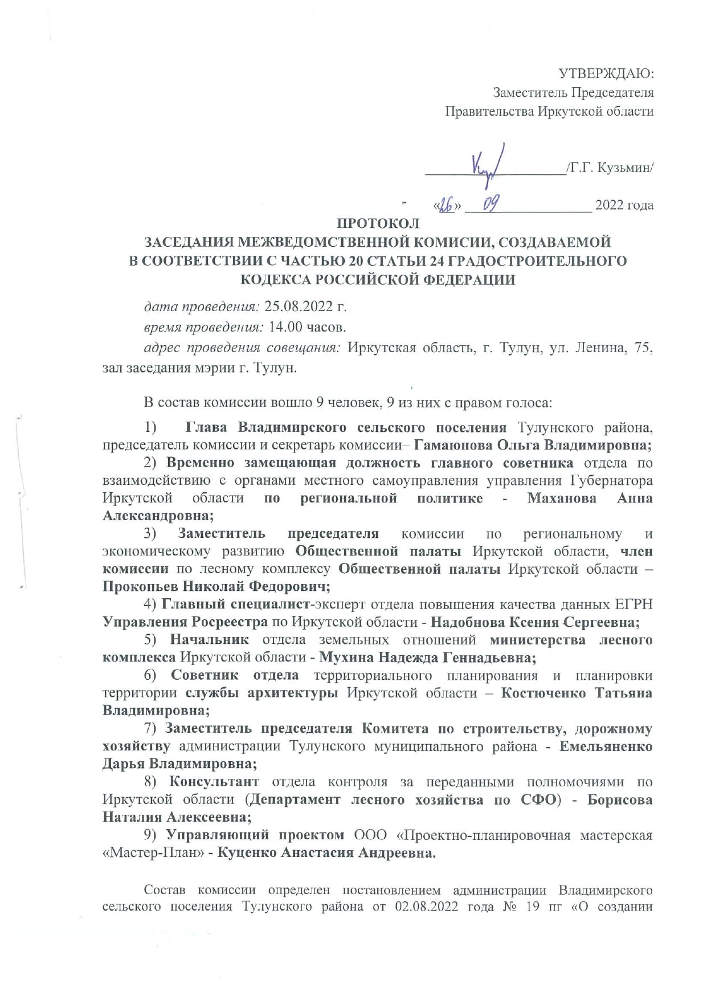 УТВЕРЖДАЮ:
Заместитель Председателя
Правительства Иркутской области
___________________/Г.Г. Кузьмин/
«26» 09 _________________ 2022 года
ПРОТОКОЛ
ЗАСЕДАНИЯ МЕЖВЕДОМСТВЕННОЙ КОМИСИИ, СОЗДАВАЕМОЙ
В СООТВЕТСТВИИ С ЧАСТЬЮ 20 СТАТЬИ 24 ГРАДОСТРОИТЕЛЬНОГО
КОДЕКСА РОССИЙСКОЙ ФЕДЕРАЦИИ
дата проведения: 25.08.2022 г.
время проведения: 14.00 часов.
адрес проведения совещания: Иркутская область, г. Тулун, ул. Ленина, 75,
зал заседания мэрии г. Тулун.
В состав комиссии вошло 9 человек, 9 из них с правом голоса:
1) Глава Владимирского сельского поселения Тулунского района,
председатель комиссии и секретарь комиссии– Гамаюнова Ольга Владимировна;
2) Временно замещающая должность главного советника отдела по
взаимодействию с органами местного самоуправления управления Губернатора
Иркутской области по региональной политике - Маханова Анна
Александровна;
3) Заместитель председателя комиссии по региональному и
экономическому развитию Общественной палаты Иркутской области, член
комиссии по лесному комплексу Общественной палаты Иркутской области –
Прокопьев Николай Федорович;
4) Главный специалист-эксперт отдела повышения качества данных ЕГРН
Управления Росреестра по Иркутской области - Надобнова Ксения Сергеевна;
5) Начальник отдела земельных отношений министерства лесного
комплекса Иркутской области - Мухина Надежда Геннадьевна;
6) Советник отдела территориального планирования и планировки
территории службы архитектуры Иркутской области – Костюченко Татьяна
Владимировна;
7) Заместитель председателя Комитета по строительству, дорожному
хозяйству администрации Тулунского муниципального района - Емельяненко
Дарья Владимировна;
8) Консультант отдела контроля за переданными полномочиями по
Иркутской области (Департамент лесного хозяйства по СФО) - Борисова
Наталия Алексеевна;
9) Управляющий проектом ООО «Проектно-планировочная мастерская
«Мастер-План» - Куценко Анастасия Андреевна.
Состав комиссии определен постановлением администрации Владимирского
сельского поселения Тулунского района от 02.08.2022 года № 19 пг «О создании